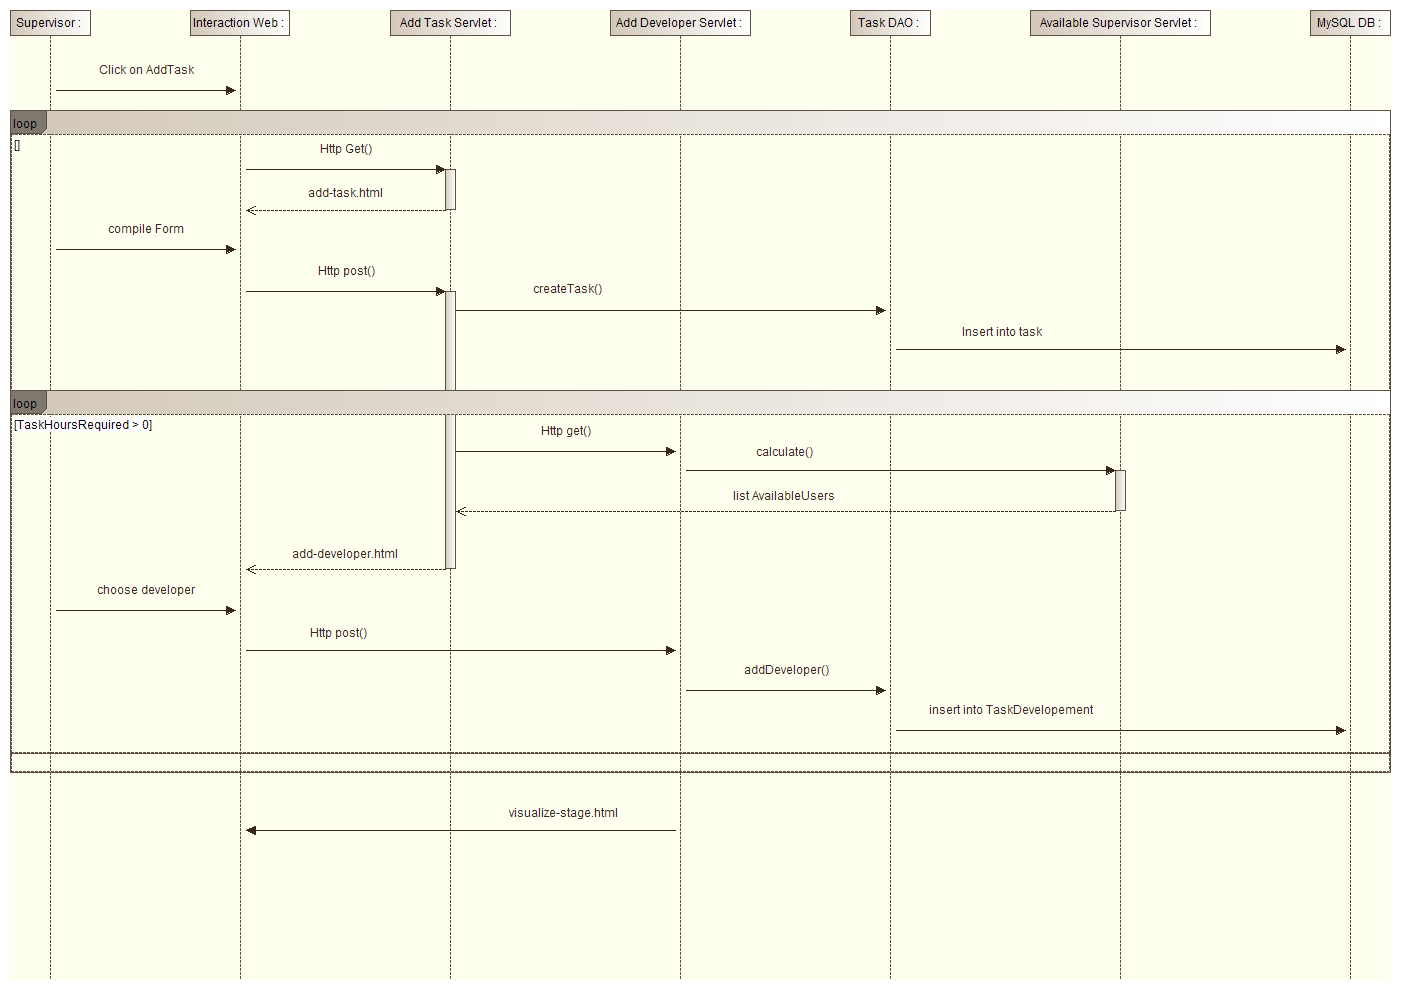 Supervisor :
Interaction Web :
Add Task Servlet :
Add Developer Servlet :
Task DAO :
Available Supervisor Servlet :
MySQL DB :
Click on AddTask
loop
[]
Http Get()
add-task.html
compile Form
Http post()
createTask()
Insert into task
loop
[TaskHoursRequired > 0]
Http get()
calculate()
list AvailableUsers
add-developer.html
choose developer
Http post()
addDeveloper()
insert into TaskDevelopement
visualize-stage.html